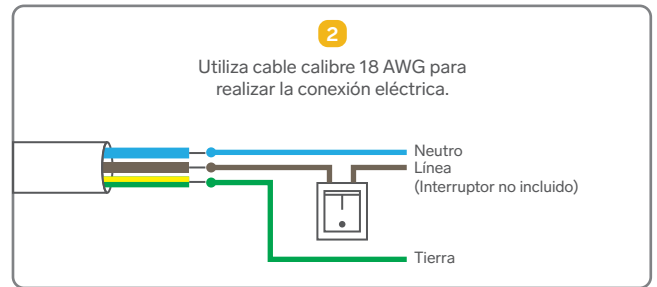 2
Utiliza cable calibre 18 AWG para
realizar la conexión eléctrica.
Neutro
Línea
(Interruptor no incluido)
Tierra